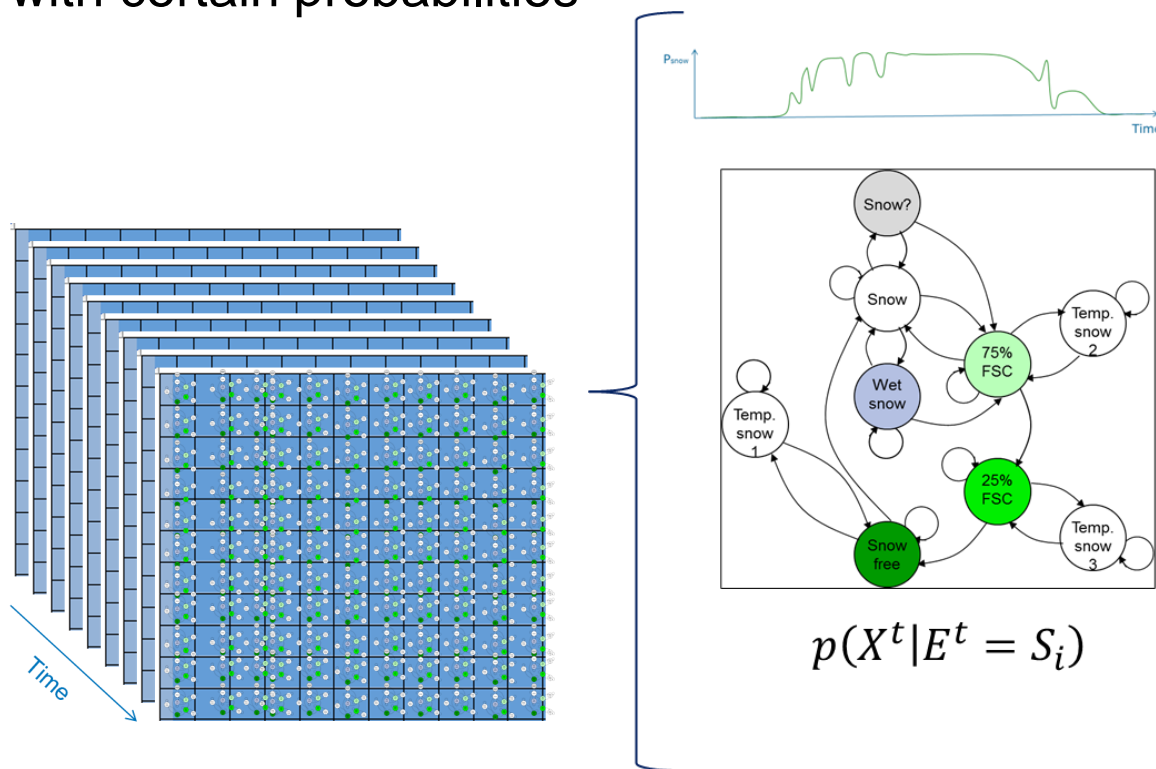 with certain probabilities
Psnow
Time
Snow?
Snow
Temp.
snow
2
75%
FSC
Wet
snow
Temp.
snow
1
25%
FSC
Temp.
snow
3
Snow
free
Time
p(X^t|E^t = S_i)